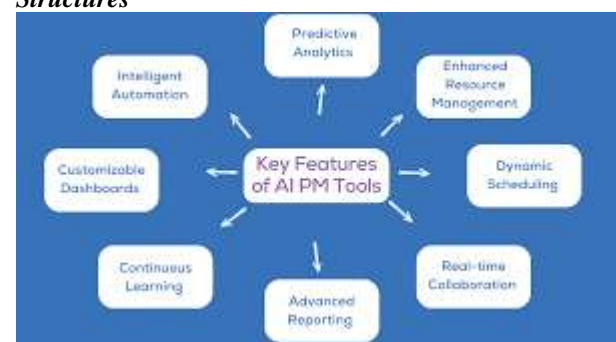 Structures
Predictive
Analytics
Intelligent
Automation
Enhanced
Resource
Management
Customizable
Dashboards
Key Features
of AI PM Tools
Dynamic
Scheduling
Continuous
Learning
Real-time
Collaboration
Advanced
Reporting